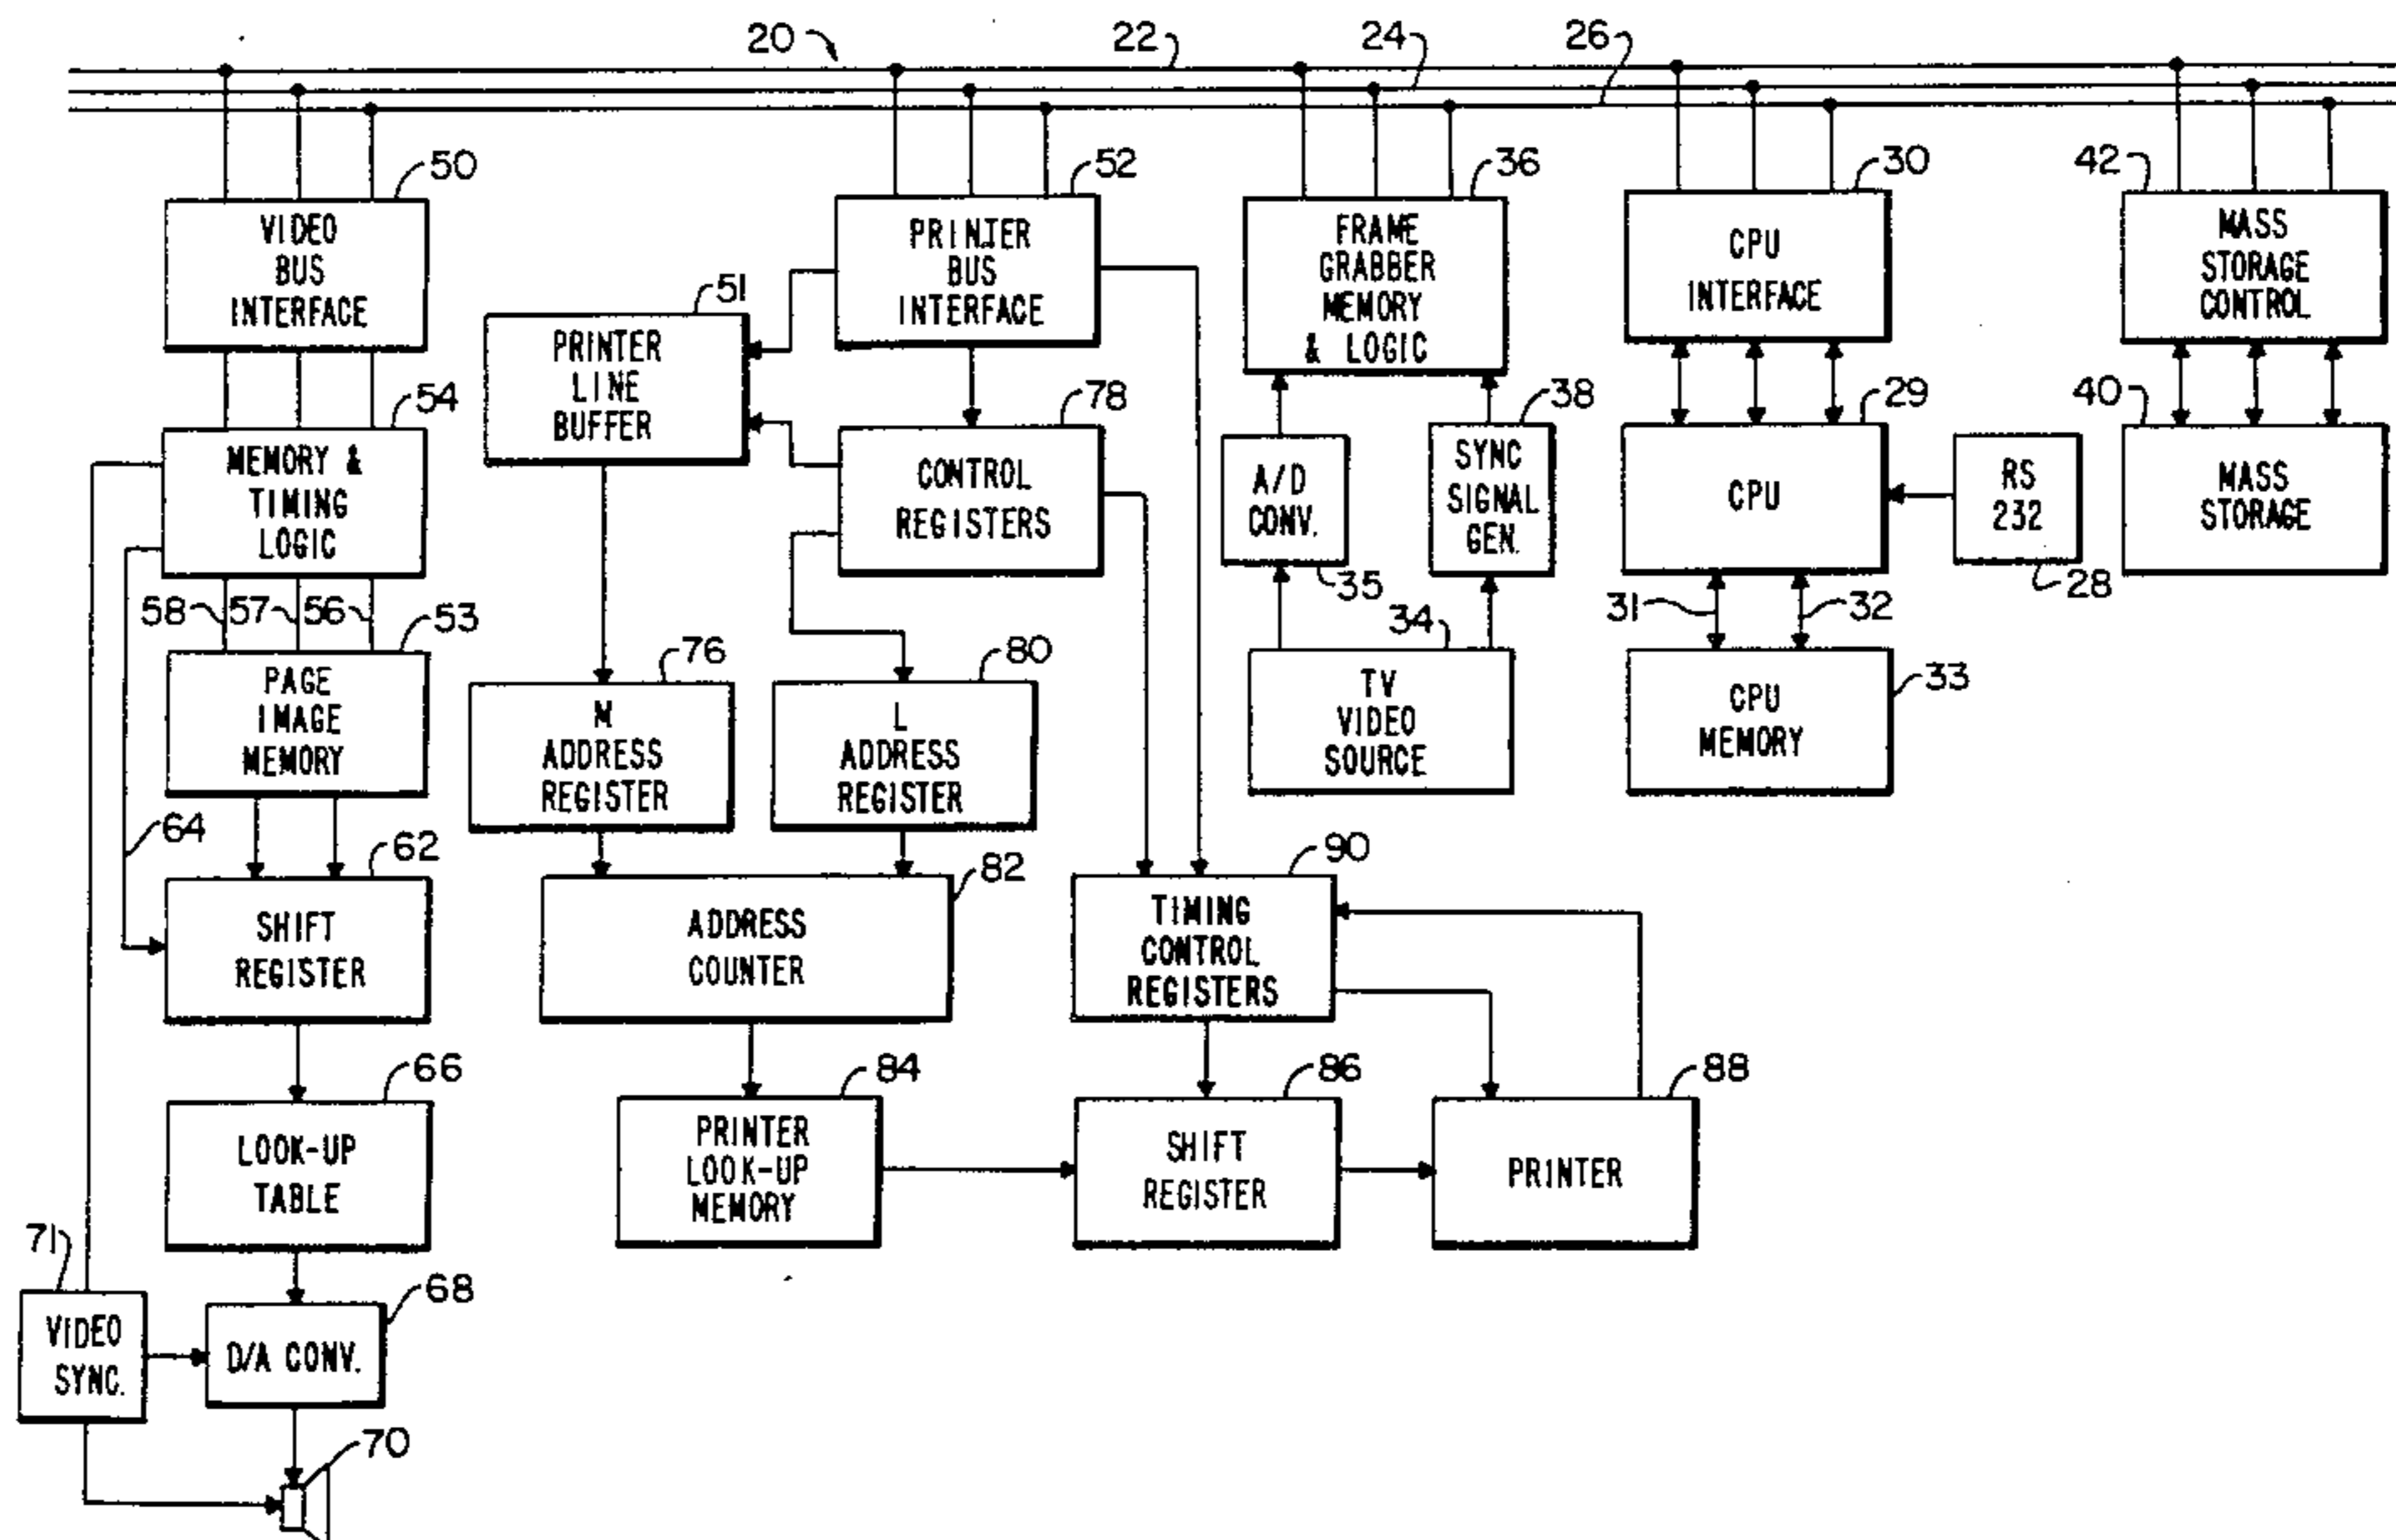 20
22
24
26
50
52
36
30
42
VIDEO
BUS
INTERFACE
PRINTER
BUS
INTERFACE
FRAME
GRABBER
MEMORY
& LOGIC
CPU
INTERFACE
MASS
STORAGE
CONTROL
51
PRINTER
LINE
BUFFER
54
78
38
29
40
MEMORY &
TIMING
LOGIC
CONTROL
REGISTERS
A/D
CONV.
35
SYNC
SIGNAL
GEN.
CPU
RS
232
28
MASS
STORAGE
58
57
56
53
76
80
34
31
32
33
PAGE
IMAGE
MEMORY
M
ADDRESS
REGISTER
L
ADDRESS
REGISTER
TV
VIDEO
SOURCE
CPU
MEMORY
64
62
82
90
SHIFT
REGISTER
ADDRESS
COUNTER
TIMING
CONTROL
REGISTERS
66
84
86
88
LOOK-UP
TABLE
PRINTER
LOOK-UP
MEMORY
SHIFT
REGISTER
PRINTER
71
68
VIDEO
SYNC.
D/A CONV.
70